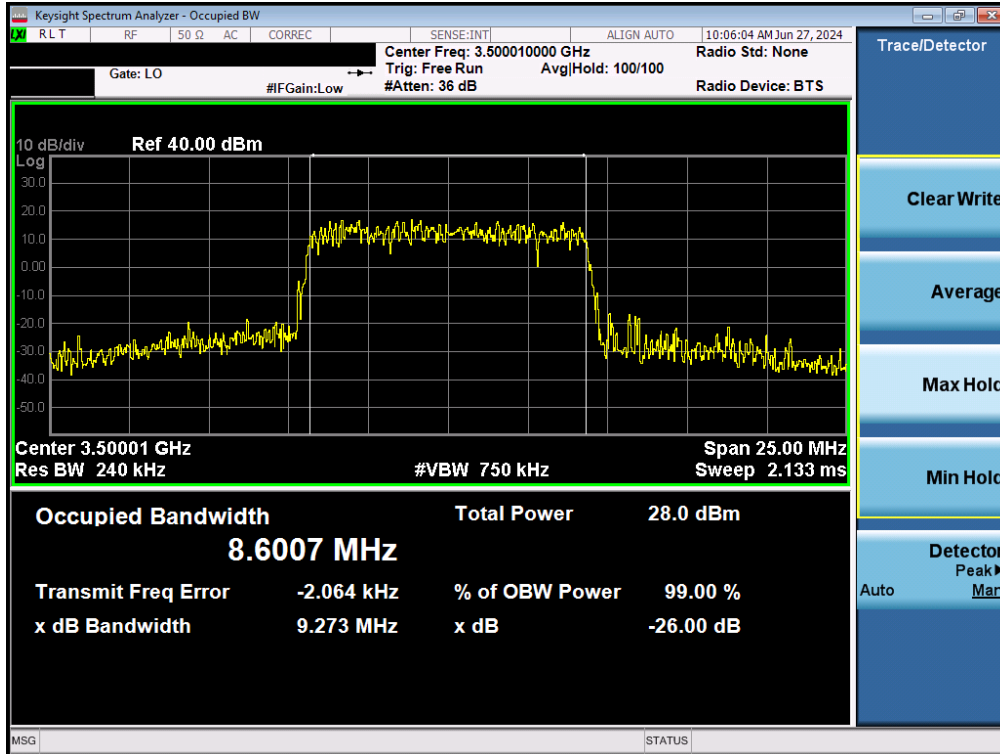 Keysight Spectrum Analyzer - Occupied BW
LXI RLT RF 50 Ω AC CORREC SENSE:INT ALIGN AUTO 10:06:04 AM Jun 27, 2024
Center Freq: 3.500010000 GHz Radio Std: None
Gate: LO Trig: Free Run Avg|Hold: 100/100
#IFGain:Low #Atten: 36 dB Radio Device: BTS
10 dB/div Ref 40.00 dBm
Log
30.0
20.0
10.0
0.00
-10.0
-20.0
-30.0
-40.0
-50.0
Center 3.50001 GHz Span 25.00 MHz
Res BW 240 kHz #VBW 750 kHz Sweep 2.133 ms
Occupied Bandwidth Total Power 28.0 dBm
8.6007 MHz
Transmit Freq Error -2.064 kHz % of OBW Power 99.00 %
x dB Bandwidth 9.273 MHz x dB -26.00 dB
MSG STATUS
Trace/Detector
Clear Write
Average
Max Hold
Min Hold
Detector
Peak
Auto Man